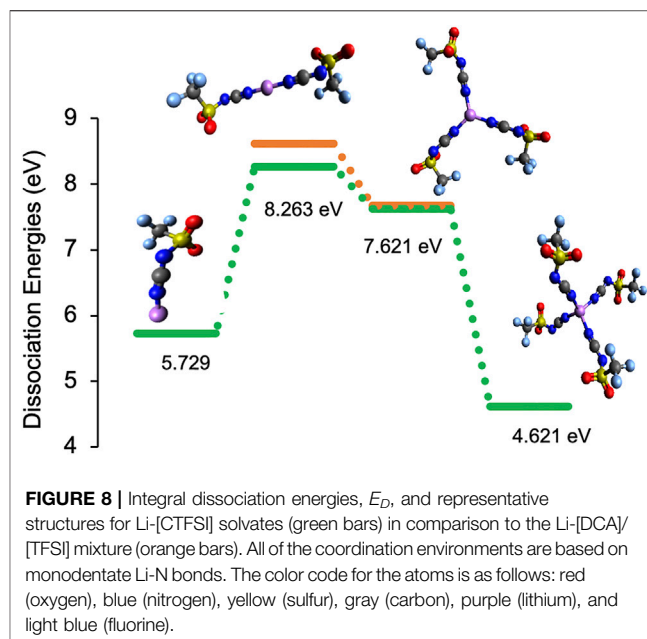 Dissociation Energies (eV)
9
8
7
6
5
4
8.263 eV
7.621 eV
5.729
4.621 eV
FIGURE 8 | Integral dissociation energies, E_D, and representative
structures for Li-[CTFSI] solvates (green bars) in comparison to the Li-[DCA]/
[TFSI] mixture (orange bars). All of the coordination environments are based on
monodentate Li-N bonds. The color code for the atoms is as follows: red
(oxygen), blue (nitrogen), yellow (sulfur), gray (carbon), purple (lithium), and
light blue (fluorine).